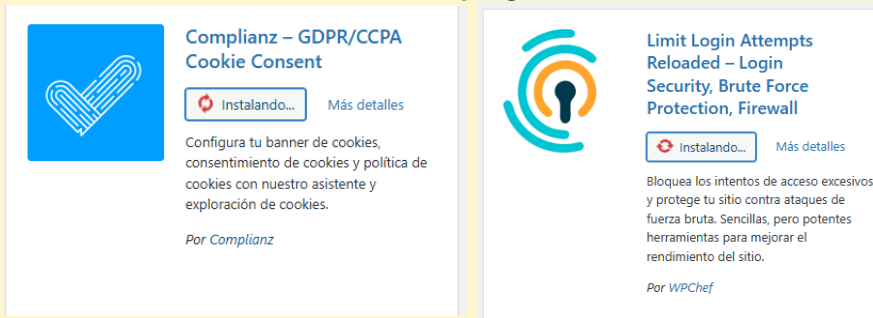 Complianz – GDPR/CCPA
Cookie Consent
Instalando...
Más detalles
Configura tu banner de cookies,
consentimiento de cookies y política de
cookies con nuestro asistente y
exploración de cookies.
Por Complianz
Limit Login Attempts
Reloaded – Login
Security, Brute Force
Protection, Firewall
Instalando...
Más detalles
Bloquea los intentos de acceso excesivos
y protege tu sitio contra ataques de
fuerza bruta. Sencillas, pero potentes
herramientas para mejorar el
rendimiento del sitio.
Por WPChef